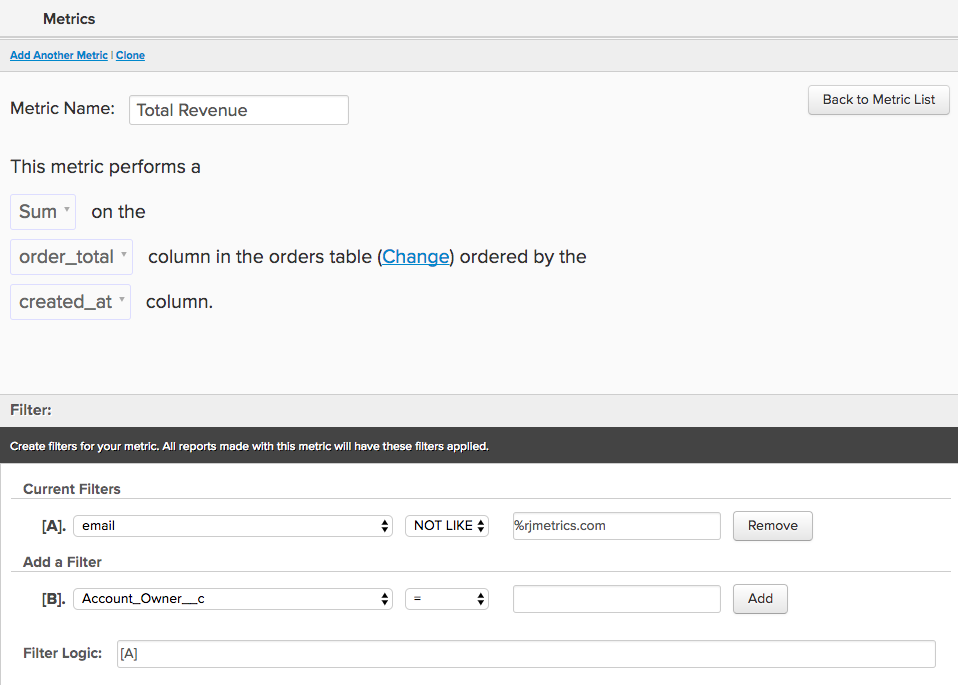 Metrics
Add Another Metric | Clone
Metric Name: Total Revenue
Back to Metric List
This metric performs a
Sum on the
order_total column in the orders table (Change) ordered by the
created_at column.
Filter:
Create filters for your metric. All reports made with this metric will have these filters applied.
Current Filters
[A]. email NOT LIKE %rjmetrics.com Remove
Add a Filter
[B]. Account_Owner__c = Add
Filter Logic: [A]